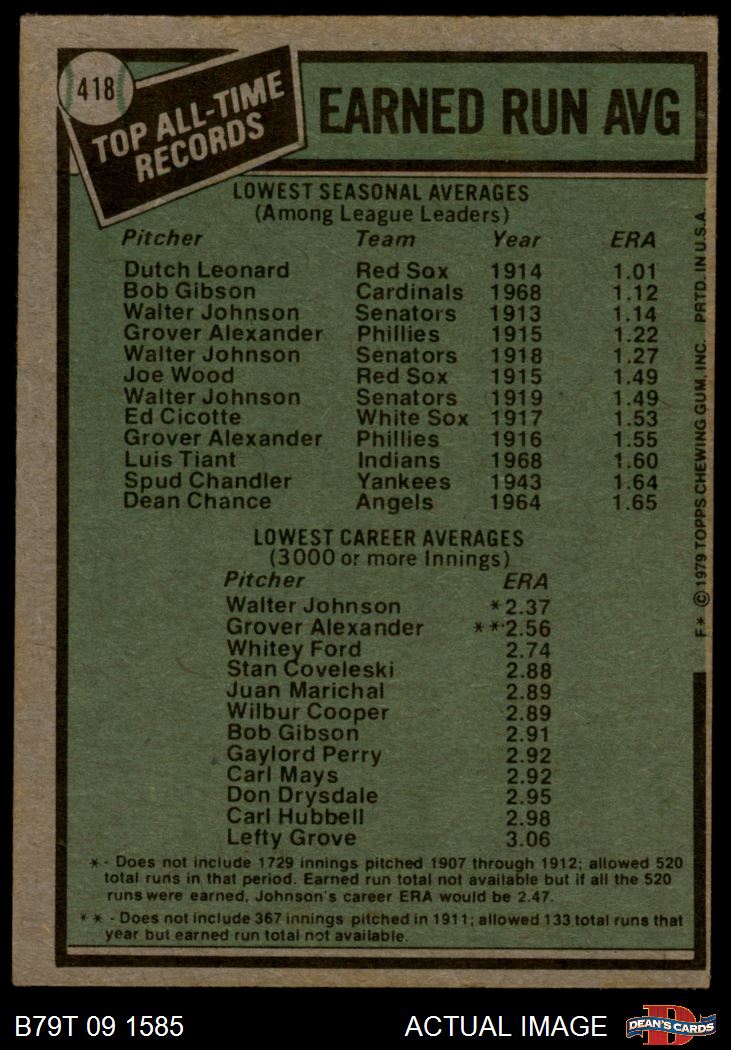 418
TOP ALL-TIME
RECORDS
EARNED RUN AVG
LOWEST SEASONAL AVERAGES
(Among League Leaders)
Pitcher Team Year ERA
Dutch Leonard Red Sox 1914 1.01
Bob Gibson Cardinals 1968 1.12
Walter Johnson Senators 1913 1.14
Grover Alexander Phillies 1915 1.22
Walter Johnson Senators 1918 1.27
Joe Wood Red Sox 1915 1.49
Walter Johnson Senators 1919 1.49
Ed Cicotte White Sox 1917 1.53
Grover Alexander Phillies 1916 1.55
Luis Tiant Indians 1968 1.60
Spud Chandler Yankees 1943 1.64
Dean Chance Angels 1964 1.65
LOWEST CAREER AVERAGES
(3000 or more Innings)
Pitcher ERA
Walter Johnson *2.37
Grover Alexander **2.56
Whitey Ford 2.74
Stan Coveleski 2.88
Juan Marichal 2.89
Wilbur Cooper 2.89
Bob Gibson 2.91
Gaylord Perry 2.92
Carl Mays 2.92
Don Drysdale 2.95
Carl Hubbell 2.98
Lefty Grove 3.06
* - Does not include 1729 innings pitched 1907 through 1912; allowed 520
total runs in that period. Earned run total not available but if all the 520
runs were earned, Johnson's career ERA would be 2.47.
** - Does not include 367 innings pitched in 1911; allowed 133 total runs that
year but earned run total not available.
F* © 1979 TOPPS CHEWING GUM, INC. PRTD. IN U.S.A.
B79T 09 1585 ACTUAL IMAGE
D
DEAN'S CARDS